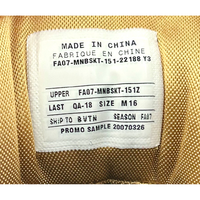 MADE IN CHINA
FABRIQUE EN CHINE
FA07-MNBSKT-151-22188 Y3
UPPER FA07-MNBSKT-151Z
LAST QA-18 SIZE M16
SHIP TO BVTN SEASON FA07
PROMO SAMPLE 20070326